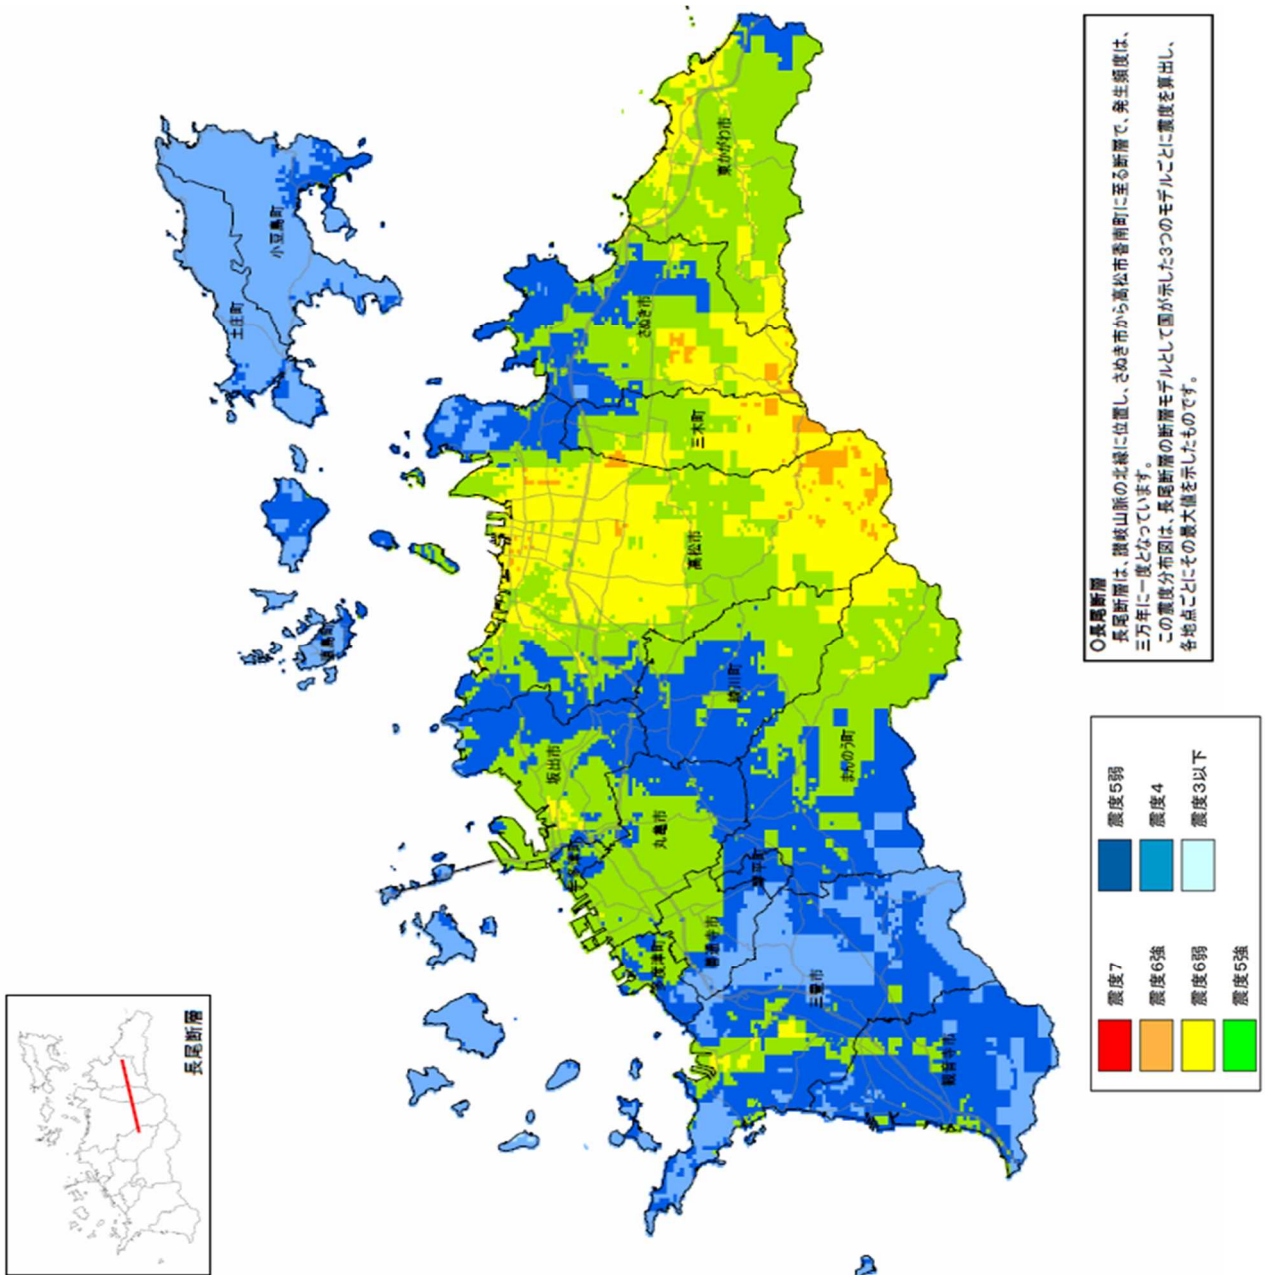 長尾断層
土庄町
小豆島町
直島町
東かがわ市
さぬき市
三木町
高松市
綾川町
坂出市
宇多津町
丸亀市
まんのう町
琴平町
善通寺市
多度津町
三豊市
観音寺市
震度7
震度6強
震度6弱
震度5強
震度5弱
震度4
震度3以下
○長尾断層
長尾断層は、讃岐山脈の北縁に位置し、さぬき市から高松市香南町に至る断層で、発生頻度は、
三万年に一度となっています。
この震度分布図は、長尾断層の断層モデルとして国が示した3つのモデルごとに震度を算出し、
各地点ごとにその最大値を示したものです。